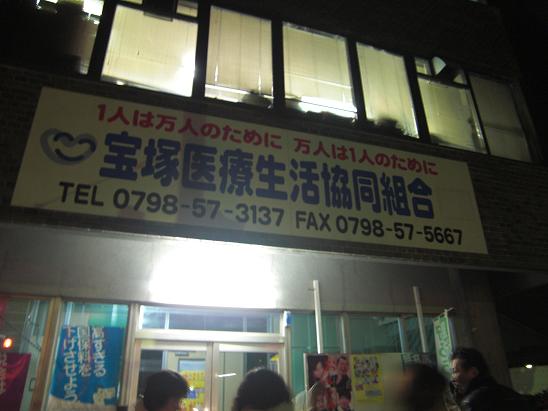 1人は万人のために 万人は1人のために
宝塚医療生活協同組合
TEL 0798-57-3137 FAX 0798-57-5667
高すぎる
国保料を
下げさせよう